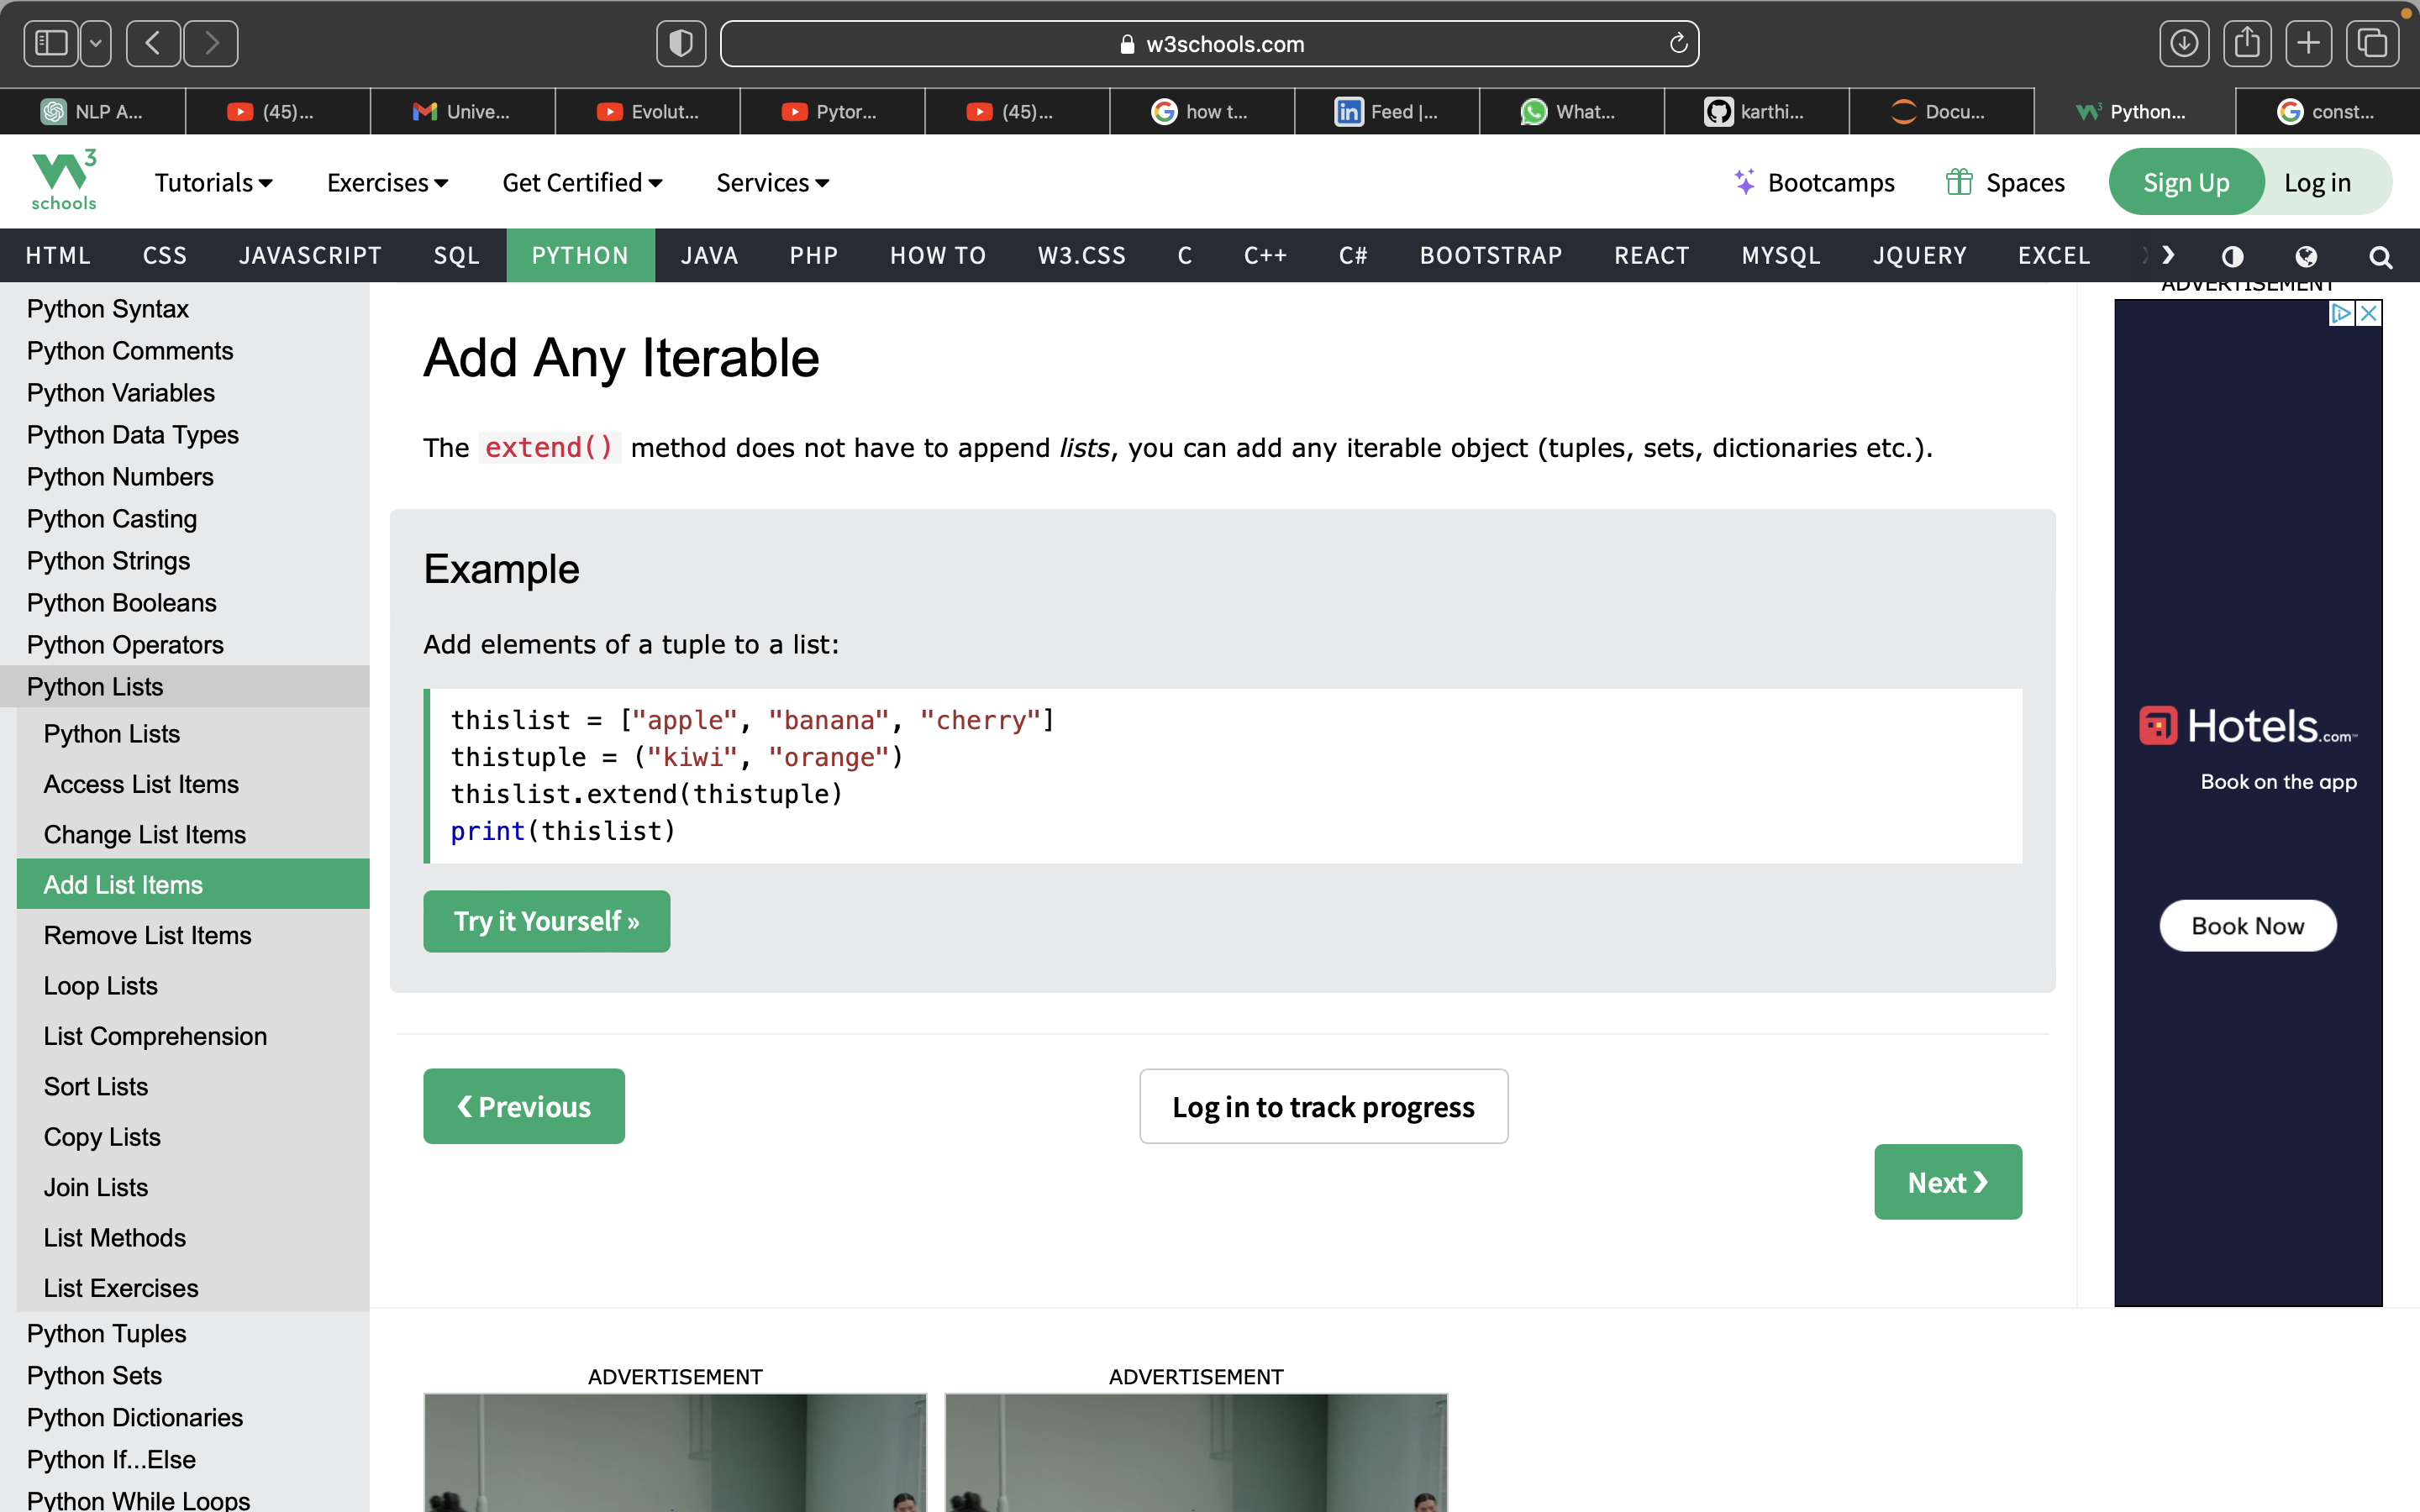 w3schools.com
NLP A...
(45)...
Unive...
Evolut...
Pytor...
(45)...
how t...
Feed |...
What...
karthi...
Docu...
Python...
const...
W3
schools
Tutorials
Exercises
Get Certified
Services
Bootcamps
Spaces
Sign Up
Log in
HTML
CSS
JAVASCRIPT
SQL
PYTHON
JAVA
PHP
HOW TO
W3.CSS
C
C++
C#
BOOTSTRAP
REACT
MYSQL
JQUERY
EXCEL
Python Syntax
Python Comments
Python Variables
Python Data Types
Python Numbers
Python Casting
Python Strings
Python Booleans
Python Operators
Python Lists
Python Lists
Access List Items
Change List Items
Add List Items
Remove List Items
Loop Lists
List Comprehension
Sort Lists
Copy Lists
Join Lists
List Methods
List Exercises
Python Tuples
Python Sets
Python Dictionaries
Python If...Else
Python While Loops
Add Any Iterable
The extend() method does not have to append lists, you can add any iterable object (tuples, sets, dictionaries etc.).
Example
Add elements of a tuple to a list:
thislist = ["apple", "banana", "cherry"]
thistuple = ("kiwi", "orange")
thislist.extend(thistuple)
print(thislist)
Try it Yourself »
❮ Previous
Log in to track progress
Next ❯
ADVERTISEMENT
ADVERTISEMENT
ADVERTISEMENT
Hotels.com™
Book on the app
Book Now